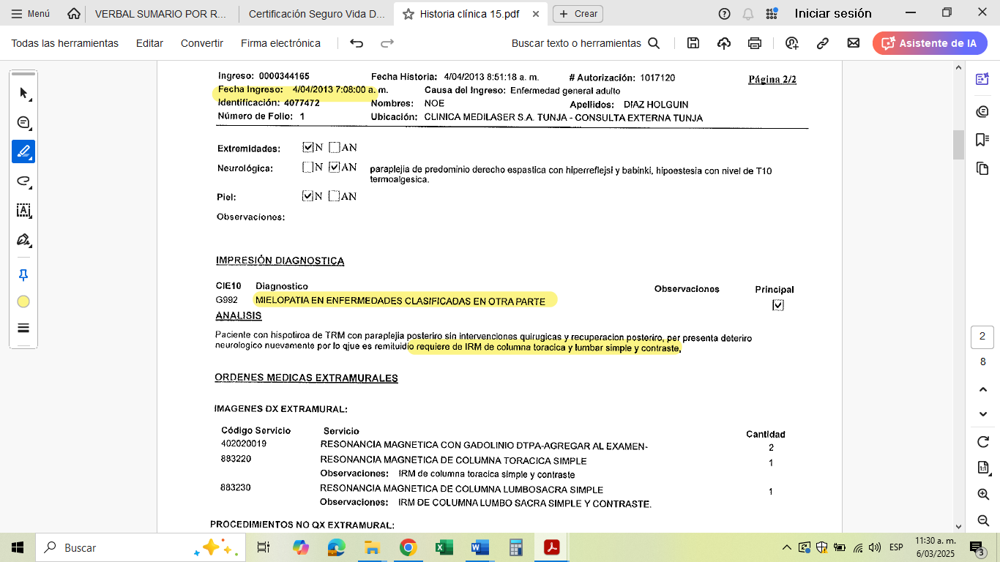 Menú
VERBAL SUMARIO POR R...
Certificación Seguro Vida D...
Historia clínica 15.pdf
Crear
Iniciar sesión
Todas las herramientas
Editar
Convertir
Firma electrónica
Buscar texto o herramientas
Asistente de IA
Ingreso: 0000344165 Fecha Historia: 4/04/2013 8:51:18 a. m. # Autorización: 1017120 Página 2/2
Fecha Ingreso: 4/04/2013 7:08:00 a. m. Causa del Ingreso: Enfermedad general adulto
Identificación: 4077472 Nombres: NOE Apellidos: DIAZ HOLGUIN
Número de Folio: 1 Ubicación: CLINICA MEDILASER S.A. TUNJA - CONSULTA EXTERNA TUNJA
Extremidades: N AN
Neurológica: N AN paraplejia de predominio derecho espastica con hiperreflejsi y babinki, hipoestesia con nivel de T10
termoalgesica.
Piel: N AN
Observaciones:
IMPRESIÓN DIAGNOSTICA
CIE10 Diagnostico Observaciones Principal
G992 MIELOPATIA EN ENFERMEDADES CLASIFICADAS EN OTRA PARTE
ANALISIS
Paciente con hispotiroa de TRM con paraplejia posteriro sin intervenciones quirugicas y recuperacion posteriro, per presenta deteriro
neurologico nuevamente por lo qjue es remituidio requiere de IRM de columna toracica y lumbar simple y contraste,
ORDENES MEDICAS EXTRAMURALES
IMAGENES DX EXTRAMURAL:
Código Servicio Servicio Cantidad
402020019 RESONANCIA MAGNETICA CON GADOLINIO DTPA-AGREGAR AL EXAMEN- 2
883220 RESONANCIA MAGNETICA DE COLUMNA TORACICA SIMPLE 1
Observaciones: IRM de columna toracica simple y contraste
883230 RESONANCIA MAGNETICA DE COLUMNA LUMBOSACRA SIMPLE 1
Observaciones: IRM DE COLUMNA LUMBO SACRA SIMPLE Y CONTRASTE.
PROCEDIMIENTOS NO QX EXTRAMURAL:
2
8
Buscar
ESP
11:30 a. m.
6/03/2025
3